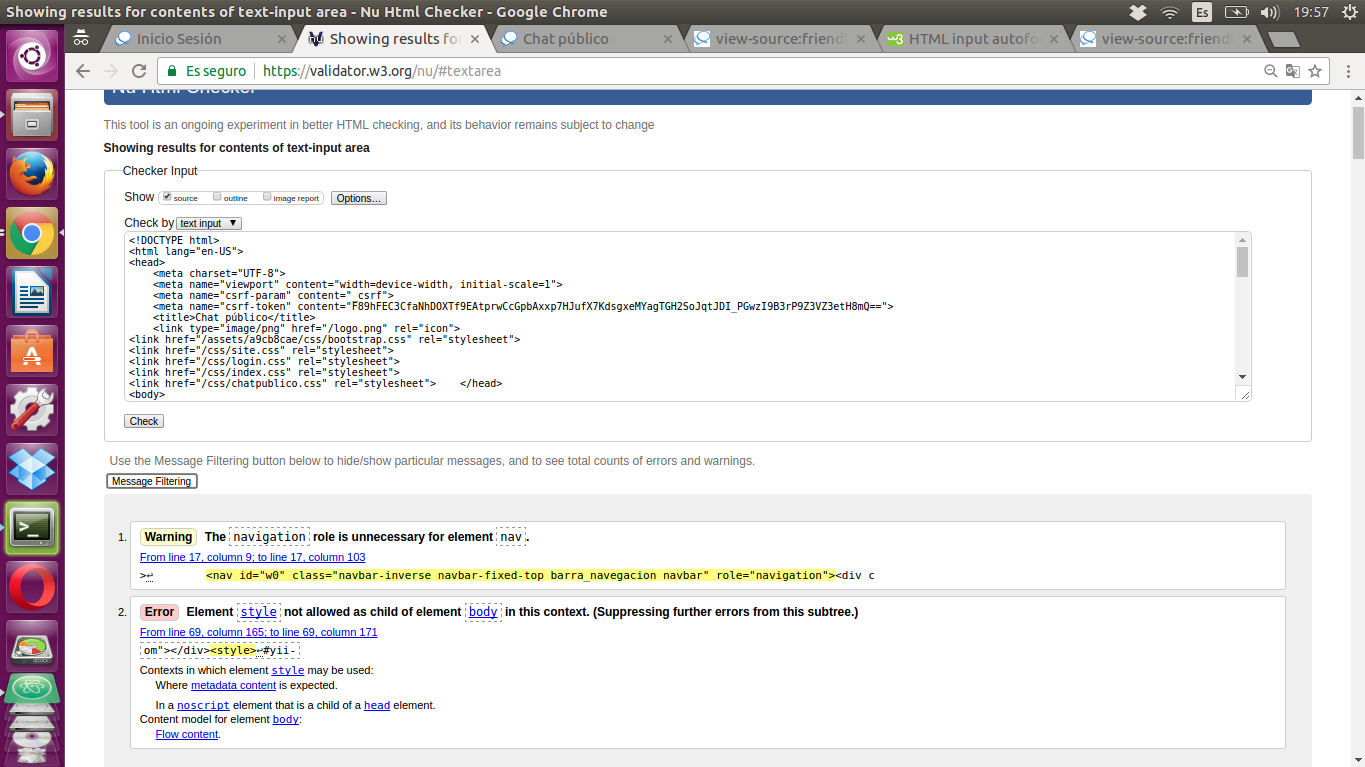 Showing results for contents of text-input area - Nu Html Checker - Google Chrome
Es
19:57
Inicio Sesión
Showing results fo
Chat público
view-source:friend
HTML input autofo
view-source:friend
Es seguro
https://validator.w3.org/nu/#textarea
Nu Html Checker
This tool is an ongoing experiment in better HTML checking, and its behavior remains subject to change
Showing results for contents of text-input area
Checker Input
Show source outline image report Options...
Check by text input
<!DOCTYPE html>
<html lang="en-US">
<head>
<meta charset="UTF-8">
<meta name="viewport" content="width=device-width, initial-scale=1">
<meta name="csrf-param" content="_csrf">
<meta name="csrf-token" content="F89hFEC3CfaNhDOXTf9EAtprwCcGpbAxxp7HJufX7KdsgxeMYagTGH2SoJqtJDI_PGwzI9B3rP9Z3VZ3etH8mQ==">
<title>Chat público</title>
<link type="image/png" href="/logo.png" rel="icon">
<link href="/assets/a9cb8cae/css/bootstrap.css" rel="stylesheet">
<link href="/css/site.css" rel="stylesheet">
<link href="/css/login.css" rel="stylesheet">
<link href="/css/index.css" rel="stylesheet">
<link href="/css/chatpublico.css" rel="stylesheet">    </head>
<body>
Check
Use the Message Filtering button below to hide/show particular messages, and to see total counts of errors and warnings.
Message Filtering
1. Warning The navigation role is unnecessary for element nav.
From line 17, column 9; to line 17, column 103
>↩ <nav id="w0" class="navbar-inverse navbar-fixed-top barra_navegacion navbar" role="navigation"><div c
2. Error Element style not allowed as child of element body in this context. (Suppressing further errors from this subtree.)
From line 69, column 165; to line 69, column 171
om"></div><style>↩#yii-
Contexts in which element style may be used:
Where metadata content is expected.
In a noscript element that is a child of a head element.
Content model for element body:
Flow content.